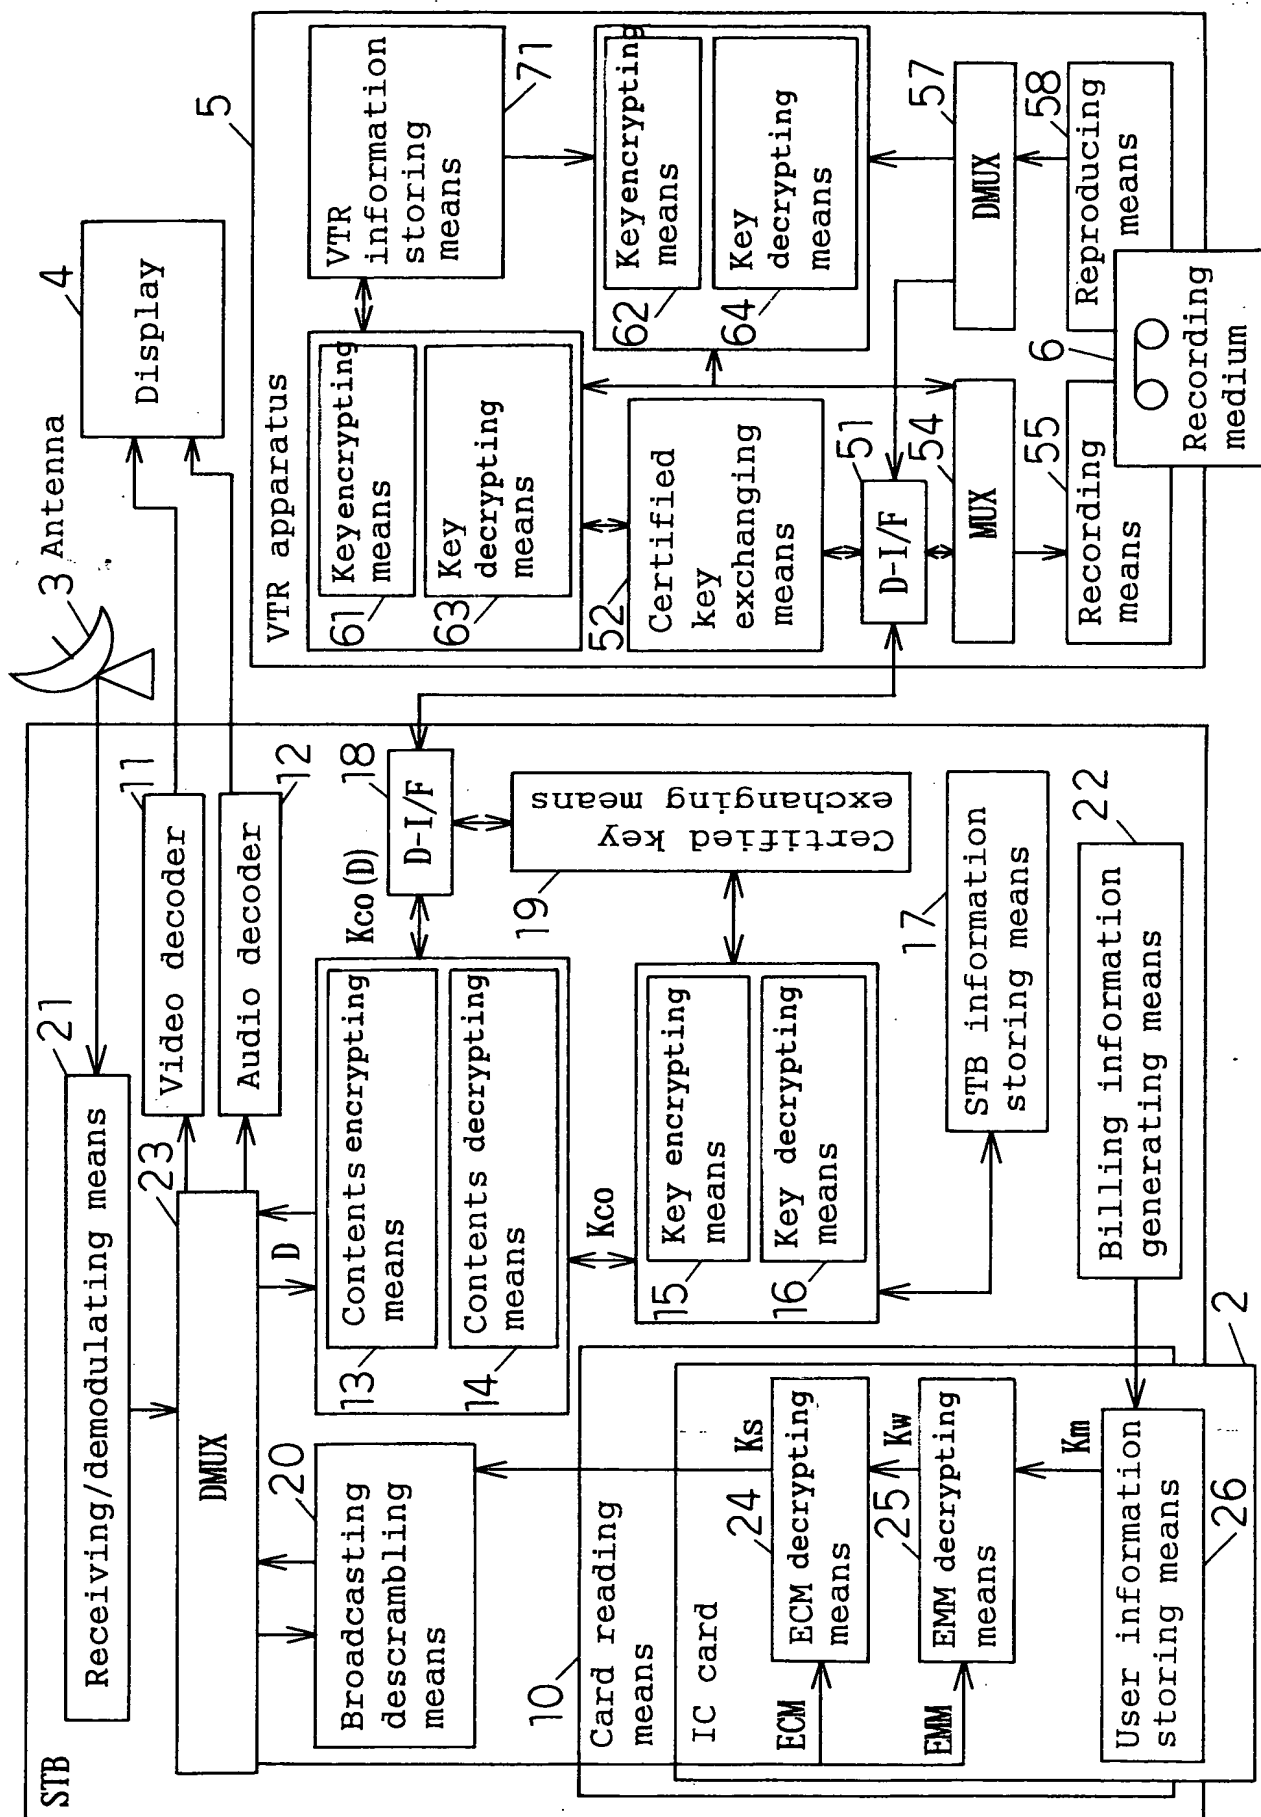 STB
Receiving/demodulating means
21
3
Antenna
DMUX
23
Video decoder
11
Audio decoder
12
4
Display
Broadcasting
descrambling
means
20
D
Contents encrypting
means
13
Contents decrypting
means
14
Kco (D)
D-I/F
18
Kco
Key encrypting
means
15
Key decrypting
means
16
Certified key
exchanging means
19
STB information
storing means
17
Billing information
generating means
22
10
Card reading
means
IC card
2
ECM
ECM decrypting
means
24
Ks
EMM
EMM decrypting
means
25
Kw
Km
User information
storing means
26
5
VTR apparatus
Keyencrypting
means
61
Key
decrypting
means
63
VTR
information
storing
means
71
Certified
key
exchanging
means
52
Keyencrypting
means
62
Key
decrypting
means
64
D-I/F
51
MUX
54
DMUX
57
Recording
means
55
Reproducing
means
58
6
Recording
medium